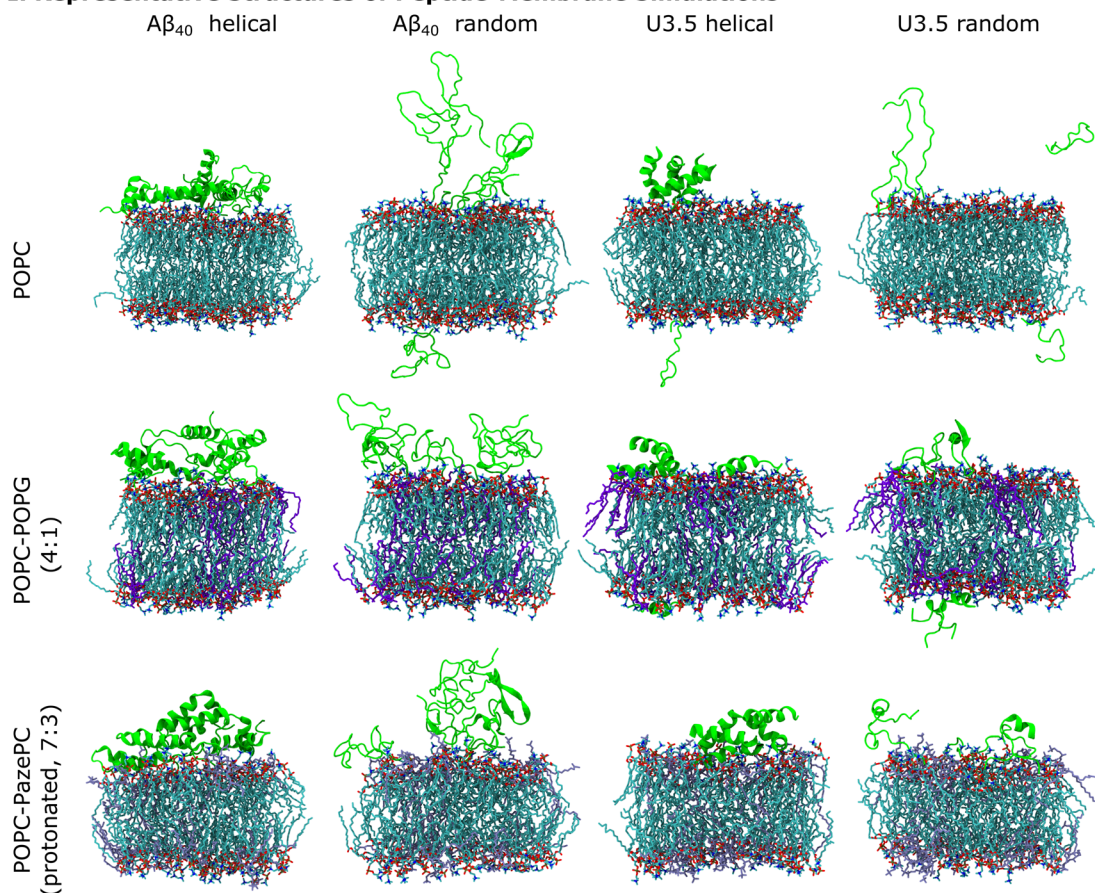 Aβ₄₀ helical
Aβ₄₀ random
U3.5 helical
U3.5 random
POPC
POPC-POPG
(4:1)
POPC-PazePC
(protonated, 7:3)